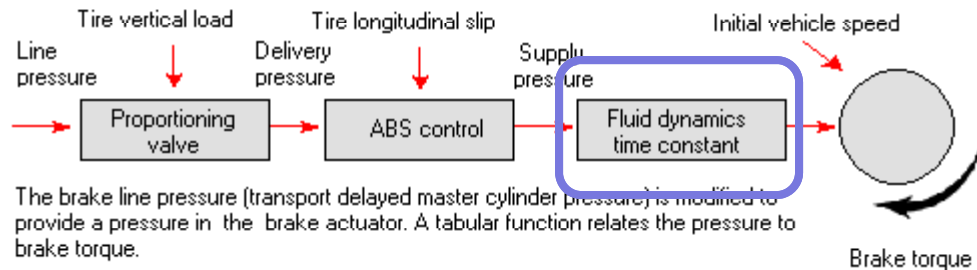 Tire vertical load
Tire longitudinal slip
Initial vehicle speed
Line
pressure
Delivery
pressure
Supply
pressure
Proportioning
valve
ABS control
Fluid dynamics
time constant
The brake line pressure (transport delayed master cylinder pressure) is modified to
provide a pressure in the brake actuator. A tabular function relates the pressure to
brake torque.
Brake torque